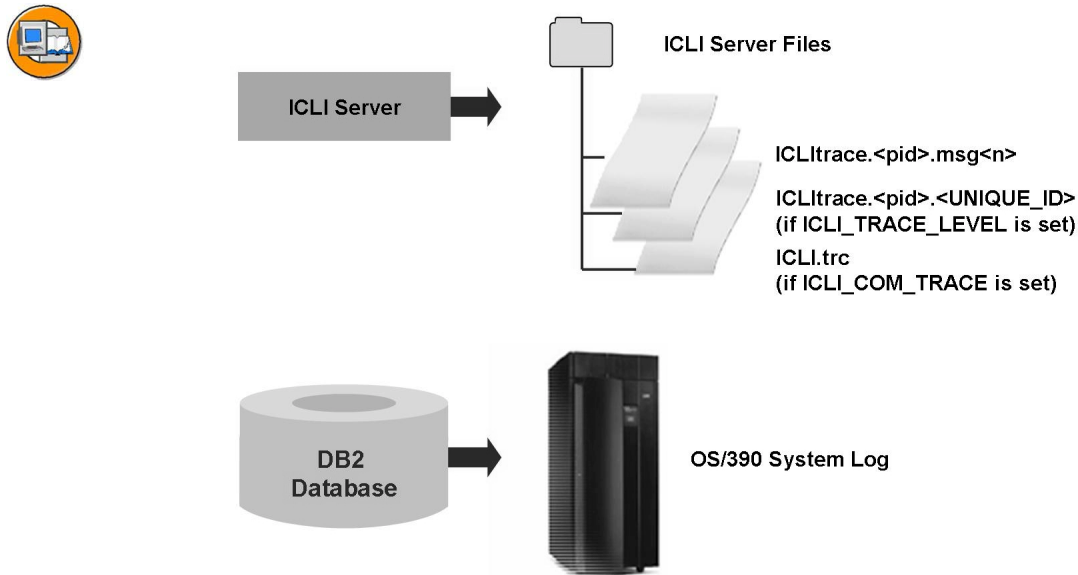 ICLI Server Files
ICLI Server
ICLItrace.<pid>.msg<n>
ICLItrace.<pid>.<UNIQUE_ID>
(if ICLI_TRACE_LEVEL is set)
ICLI.trc
(if ICLI_COM_TRACE is set)
DB2
Database
OS/390 System Log